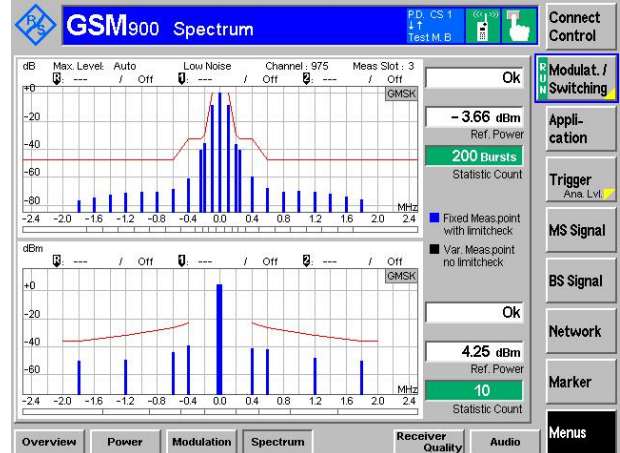 R S
GSM900 Spectrum
P.D. CS 1
Test M. B
Connect Control
dB Max. Level: Auto Low Noise Channel : 975 Meas Slot : 3
R: --- / Off 1: --- / Off 2: --- / Off
GMSK
+0
-20
-40
-60
-80
MHz
-2.4 -2.0 -1.6 -1.2 -0.8 -0.4 0.0 0.4 0.8 1.2 1.6 2.0 2.4
Ok
- 3.66 dBm
Ref. Power
200 Bursts
Statistic Count
Fixed Meas.point
with limitcheck
Var. Meas.point
no limitcheck
dBm
R: --- / Off 1: --- / Off 2: --- / Off
GMSK
+0
-20
-40
-60
MHz
-2.4 -2.0 -1.6 -1.2 -0.8 -0.4 0.0 0.4 0.8 1.2 1.6 2.0 2.4
Ok
4.25 dBm
Ref. Power
10
Statistic Count
RUN
Modulat. /
Switching
Appli-
cation
Trigger
Ana. Lvl.
MS Signal
BS Signal
Network
Marker
Menus
Overview Power Modulation Spectrum Receiver Quality Audio